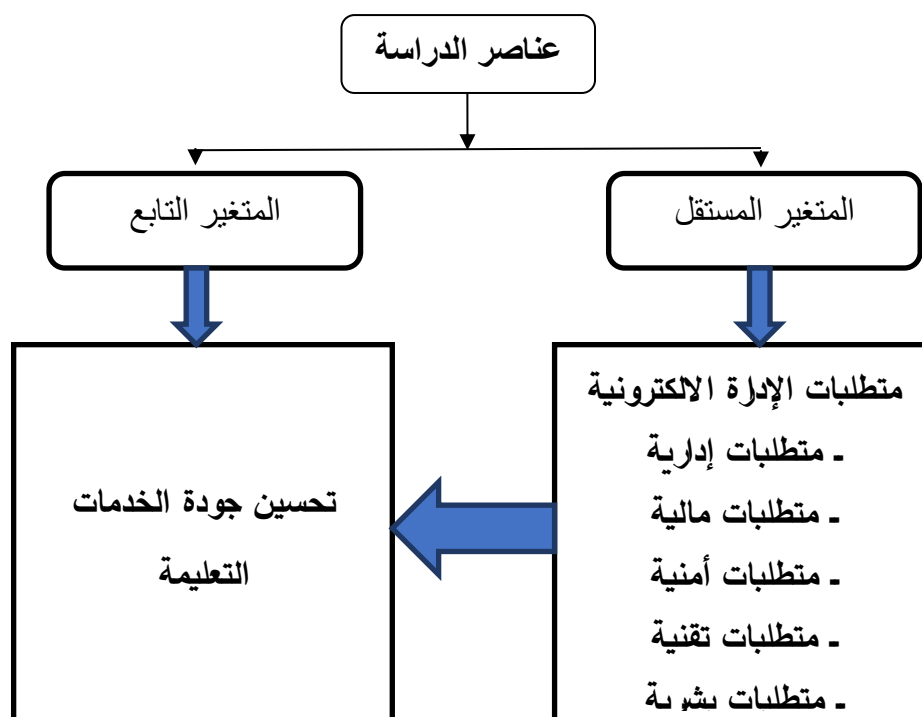 عناصر الدراسة
المتغير المستقل
المتغير التابع
متطلبات الإدارة الالكترونية
ـ متطلبات إدارية
ـ متطلبات مالية
ـ متطلبات أمنية
ـ متطلبات تقنية
ـ متطلبات بشرية
تحسين جودة الخدمات
التعليمة